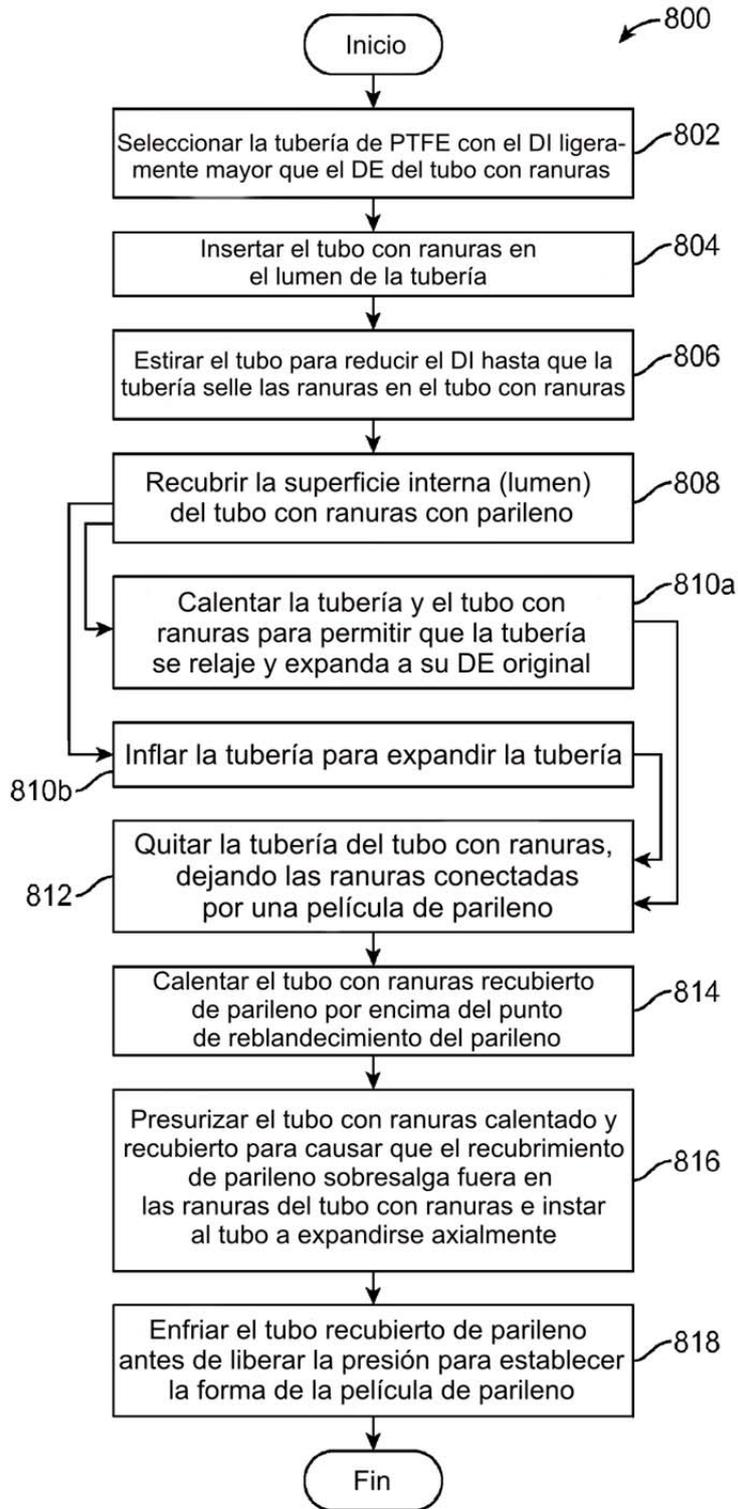 800
Inicio
802
Seleccionar la tubería de PTFE con el DI ligera-
mente mayor que el DE del tubo con ranuras
804
Insertar el tubo con ranuras en
el lumen de la tubería
806
Estirar el tubo para reducir el DI hasta que la
tubería selle las ranuras en el tubo con ranuras
808
Recubrir la superficie interna (lumen)
del tubo con ranuras con parileno
810a
Calentar la tubería y el tubo con
ranuras para permitir que la tubería
se relaje y expanda a su DE original
Inflar la tubería para expandir la tubería
810b
Quitar la tubería del tubo con ranuras,
dejando las ranuras conectadas
por una película de parileno
812
Calentar el tubo con ranuras recubierto
de parileno por encima del punto
de reblandecimiento del parileno
814
Presurizar el tubo con ranuras calentado y
recubierto para causar que el recubrimiento
de parileno sobresalga fuera en
las ranuras del tubo con ranuras e instar
al tubo a expandirse axialmente
816
Enfriar el tubo recubierto de parileno
antes de liberar la presión para establecer
la forma de la película de parileno
818
Fin